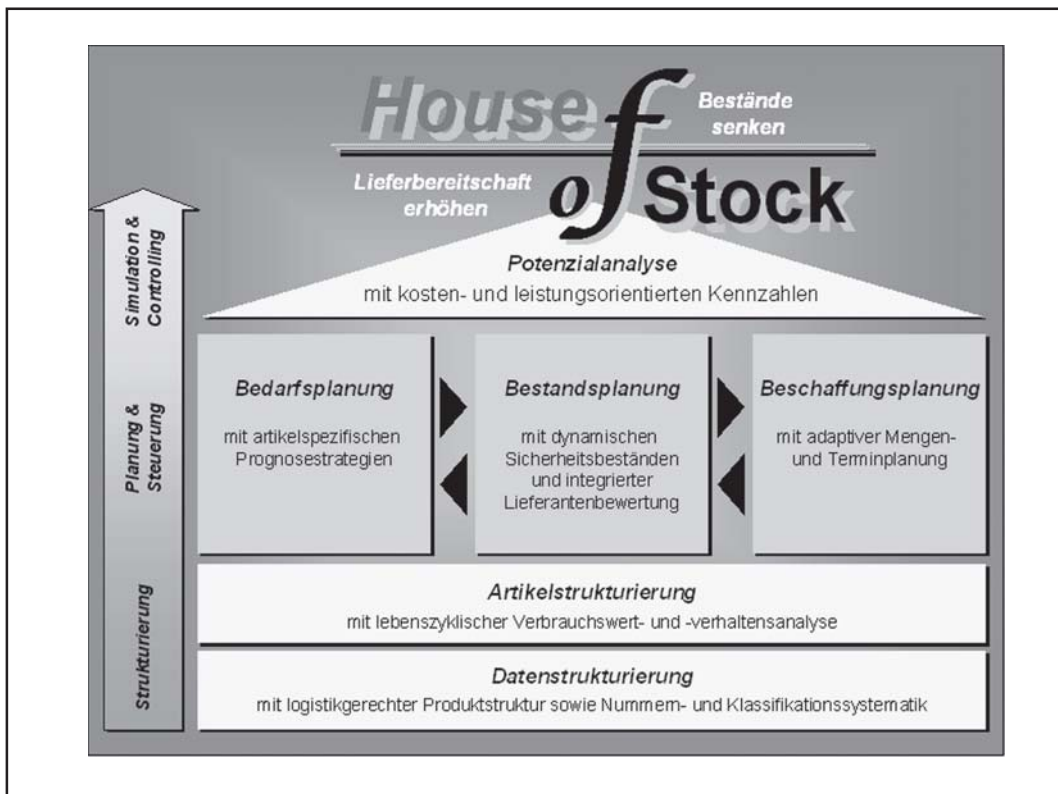 House of Stock
Bestände
senken
Lieferbereitschaft
erhöhen
Potenzialanalyse
mit kosten- und leistungsorientierten Kennzahlen
Simulation &
Controlling
Planung &
Steuerung
Strukturierung
Bedarfsplanung
mit artikelspezifischen
Prognosestrategien
Bestandsplanung
mit dynamischen
Sicherheitsbeständen
und integrierter
Lieferantenbewertung
Beschaffungsplanung
mit adaptiver Mengen-
und Terminplanung
Artikelstrukturierung
mit lebenszyklischer Verbrauchswert- und -verhaltensanalyse
Datenstrukturierung
mit logistikgerechter Produktstruktur sowie Nummern- und Klassifikationssystematik